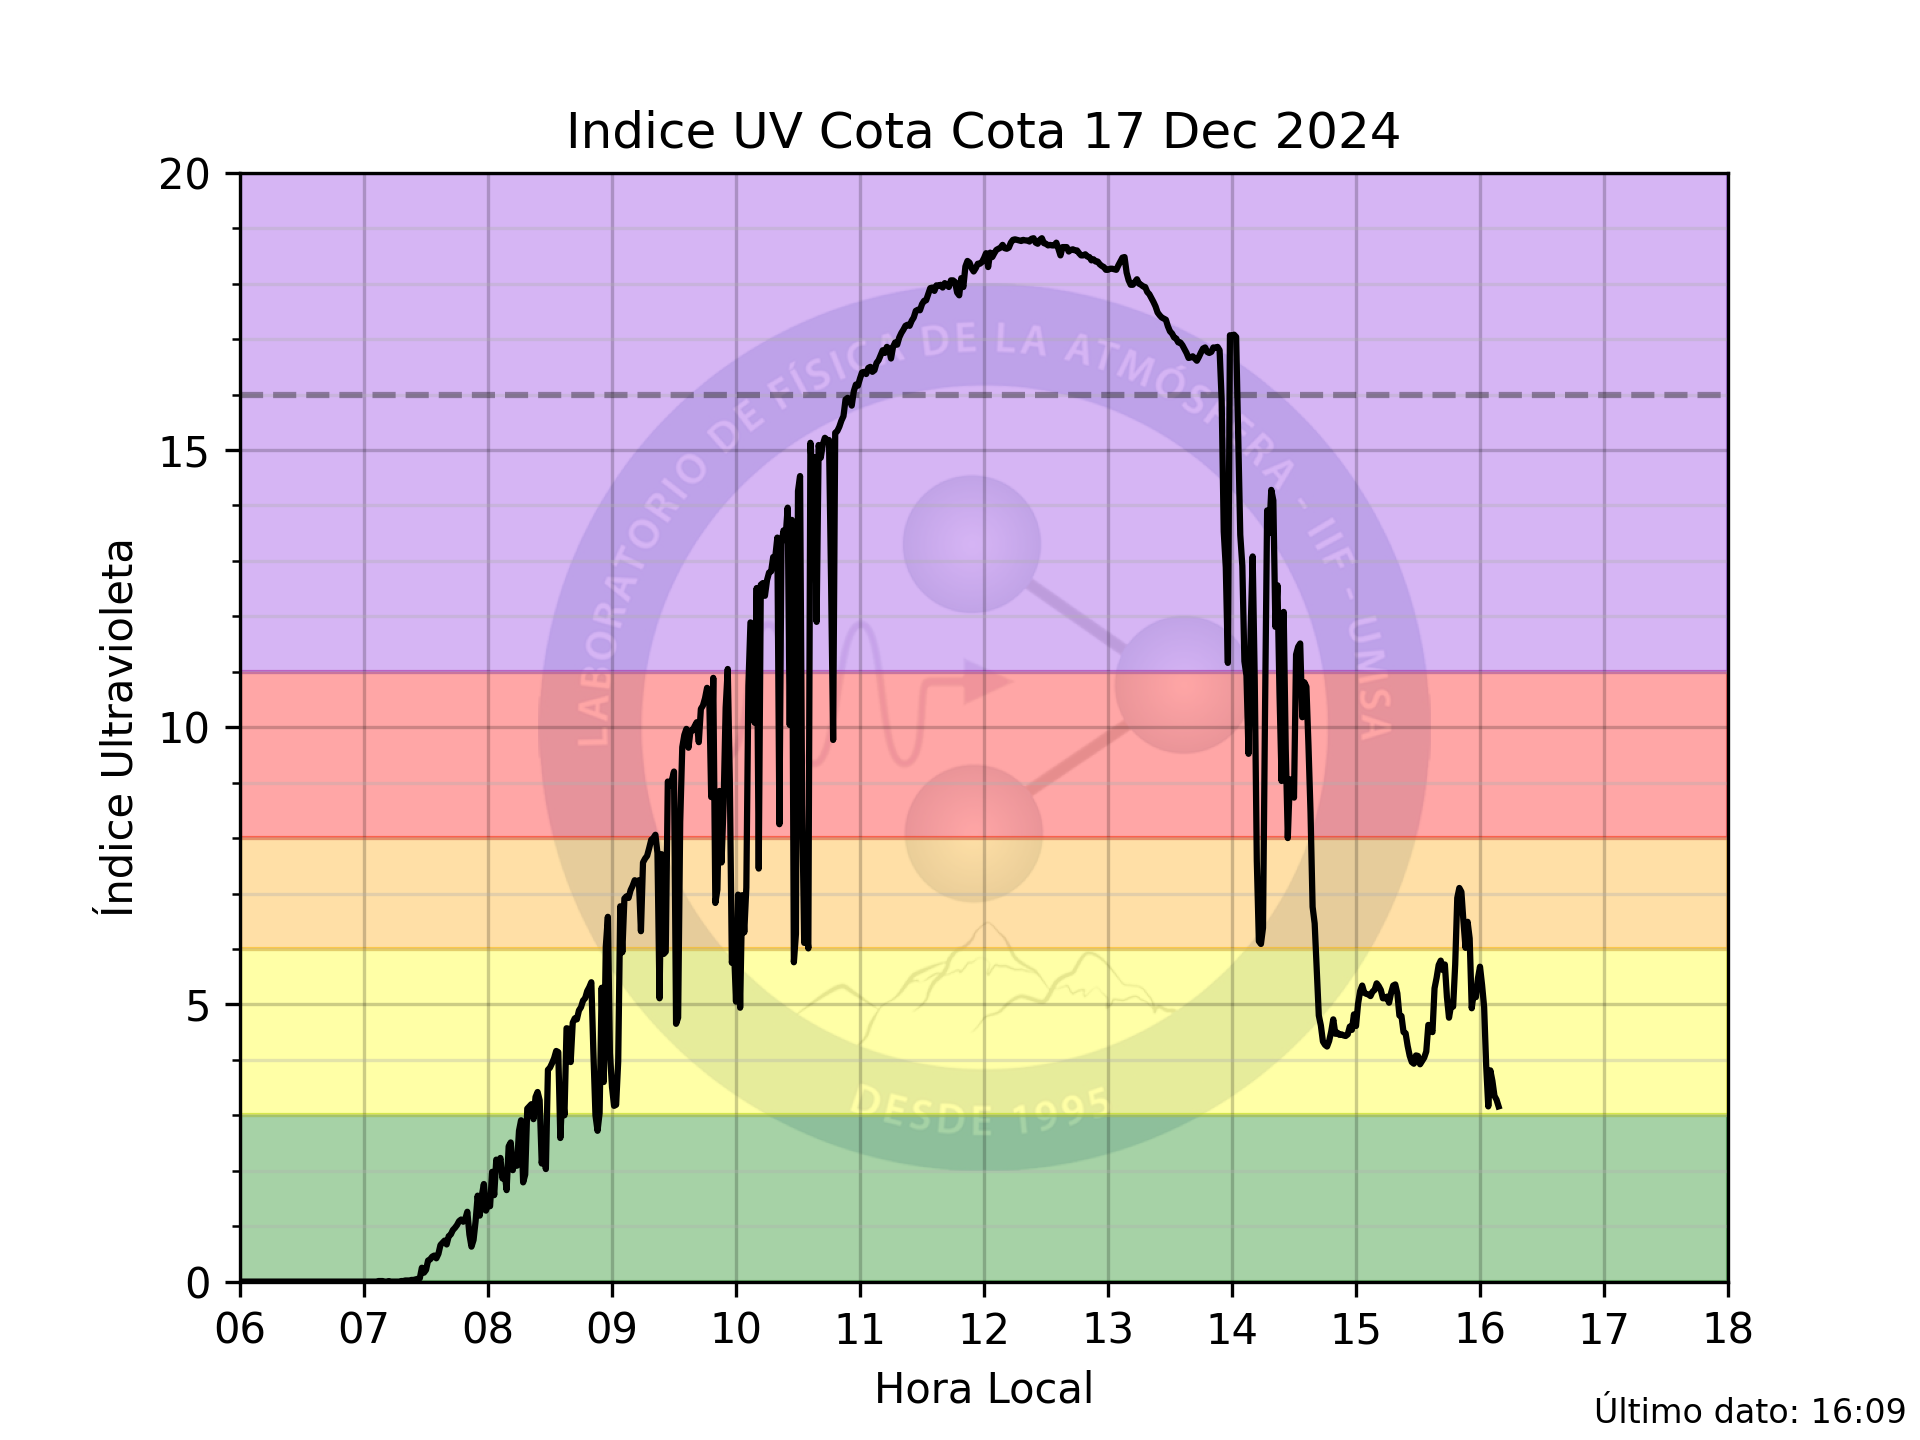 Indice UV Cota Cota 17 Dec 2024
20
15
10
5
0
Índice Ultravioleta
LABORATORIO DE FÍSICA DE LA ATMÓSFERA - IIF - UMSA
DESDE 1995
06 07 08 09 10 11 12 13 14 15 16 17 18
Hora Local
Último dato: 16:09